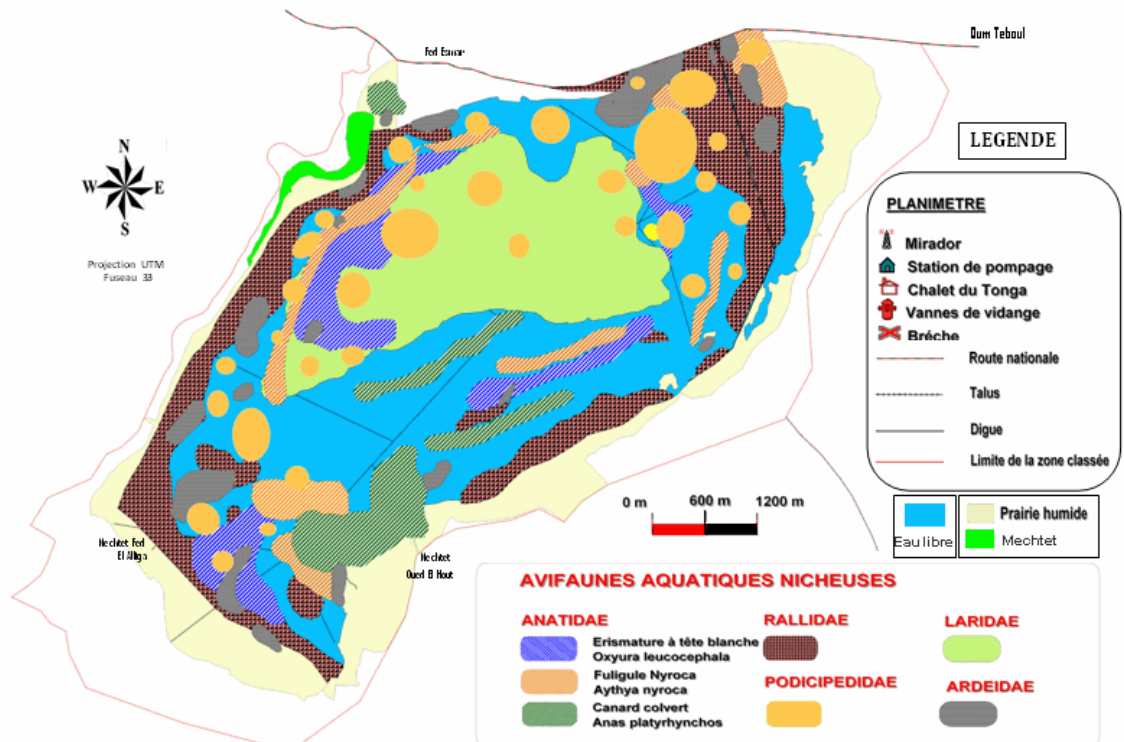 Oum Teboul
Fed Esmar
N
W E
S
Projection UTM
Fuseau 33
LEGENDE
PLANIMETRE
Mirador
Station de pompage
Chalet du Tonga
Vannes de vidange
Bréche
Route nationale
Talus
Digue
Limite de la zone classée
0 m 600 m 1200 m
Eau libre
Prairie humide
Mechtet
Mechtet Fed
El Alliga
Mechtet
Oued El Hout
AVIFAUNES AQUATIQUES NICHEUSES
ANATIDAE
Erismature à tête blanche
Oxyura leucocephala
Fuligule Nyroca
Aythya nyroca
Canard colvert
Anas platyrhynchos
RALLIDAE
PODICIPEDIDAE
LARIDAE
ARDEIDAE